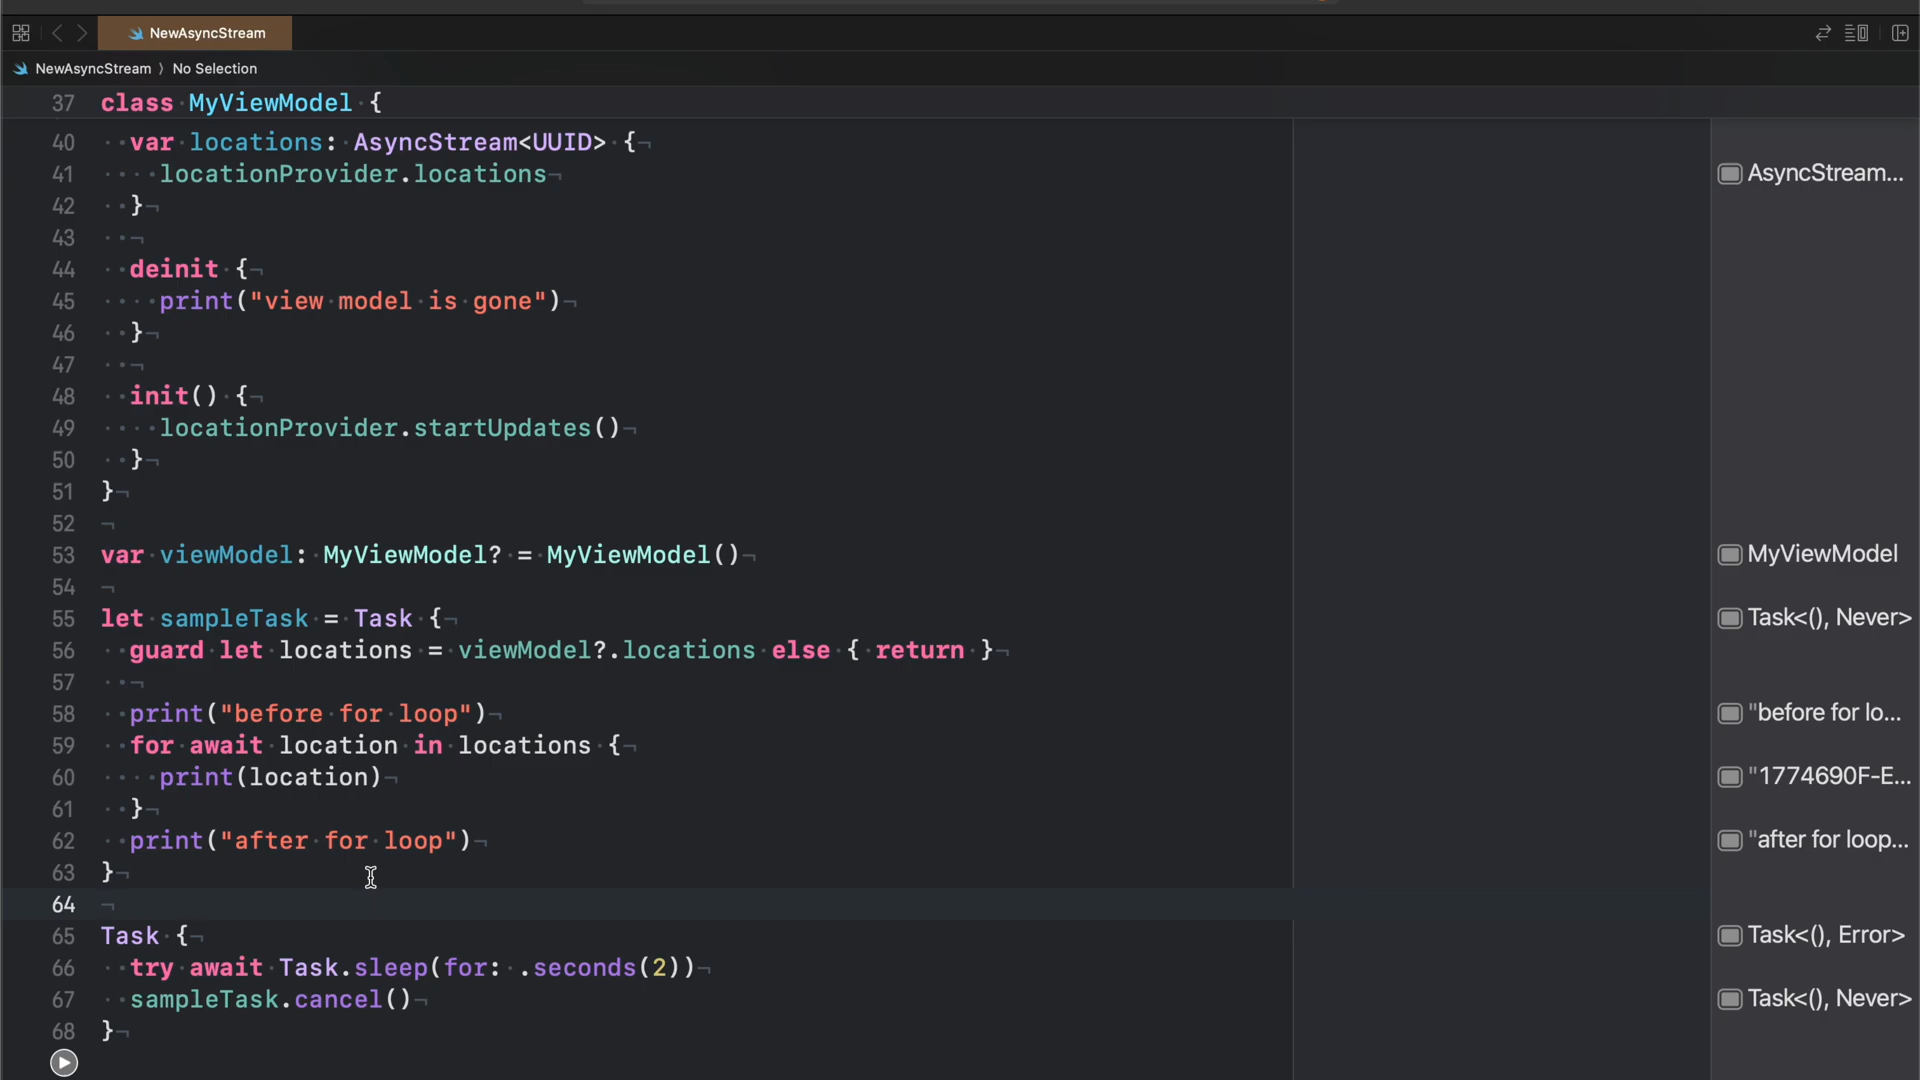 NewAsyncStream
NewAsyncStream 〉 No Selection
37 class MyViewModel {
40 var locations: AsyncStream<UUID> {
41 locationProvider.locations
AsyncStream...
42 }
43
44 deinit {
45 print("view model is gone")
46 }
47
48 init() {
49 locationProvider.startUpdates()
50 }
51 }
52
53 var viewModel: MyViewModel? = MyViewModel()
MyViewModel
54
55 let sampleTask = Task {
Task<(), Never>
56 guard let locations = viewModel?.locations else { return }
57
58 print("before for loop")
"before for lo...
59 for await location in locations {
60 print(location)
"1774690F-E...
61 }
62 print("after for loop")
"after for loop...
63 }
64
65 Task {
Task<(), Error>
66 try await Task.sleep(for: .seconds(2))
67 sampleTask.cancel()
Task<(), Never>
68 }